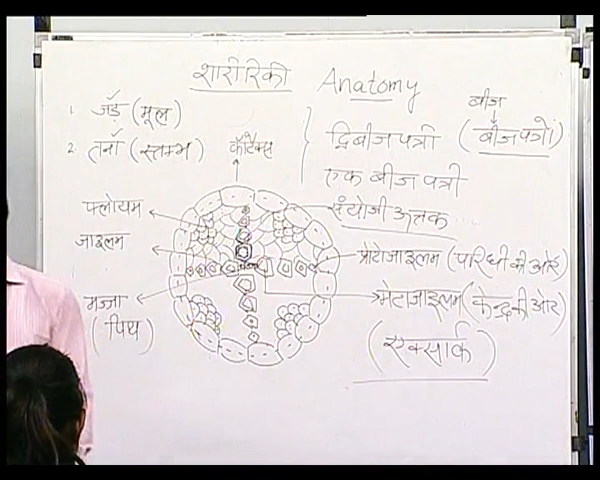 शारीरिकी Anatomy
1. जड़ें (मूल)
2. तनों (स्तम्भ)
कॉर्टेक्स
बीज
द्विबीजपत्री (बीजपत्रों)
एक बीज पत्री
संयोजी ऊतक...
फ्लोयम
जाइलम
प्रोटोजाइलम (परिधी की ओर)
मज्जा
(पिथ)
मेटाजाइलम (केन्द्र की ओर)
(एक्सार्क)